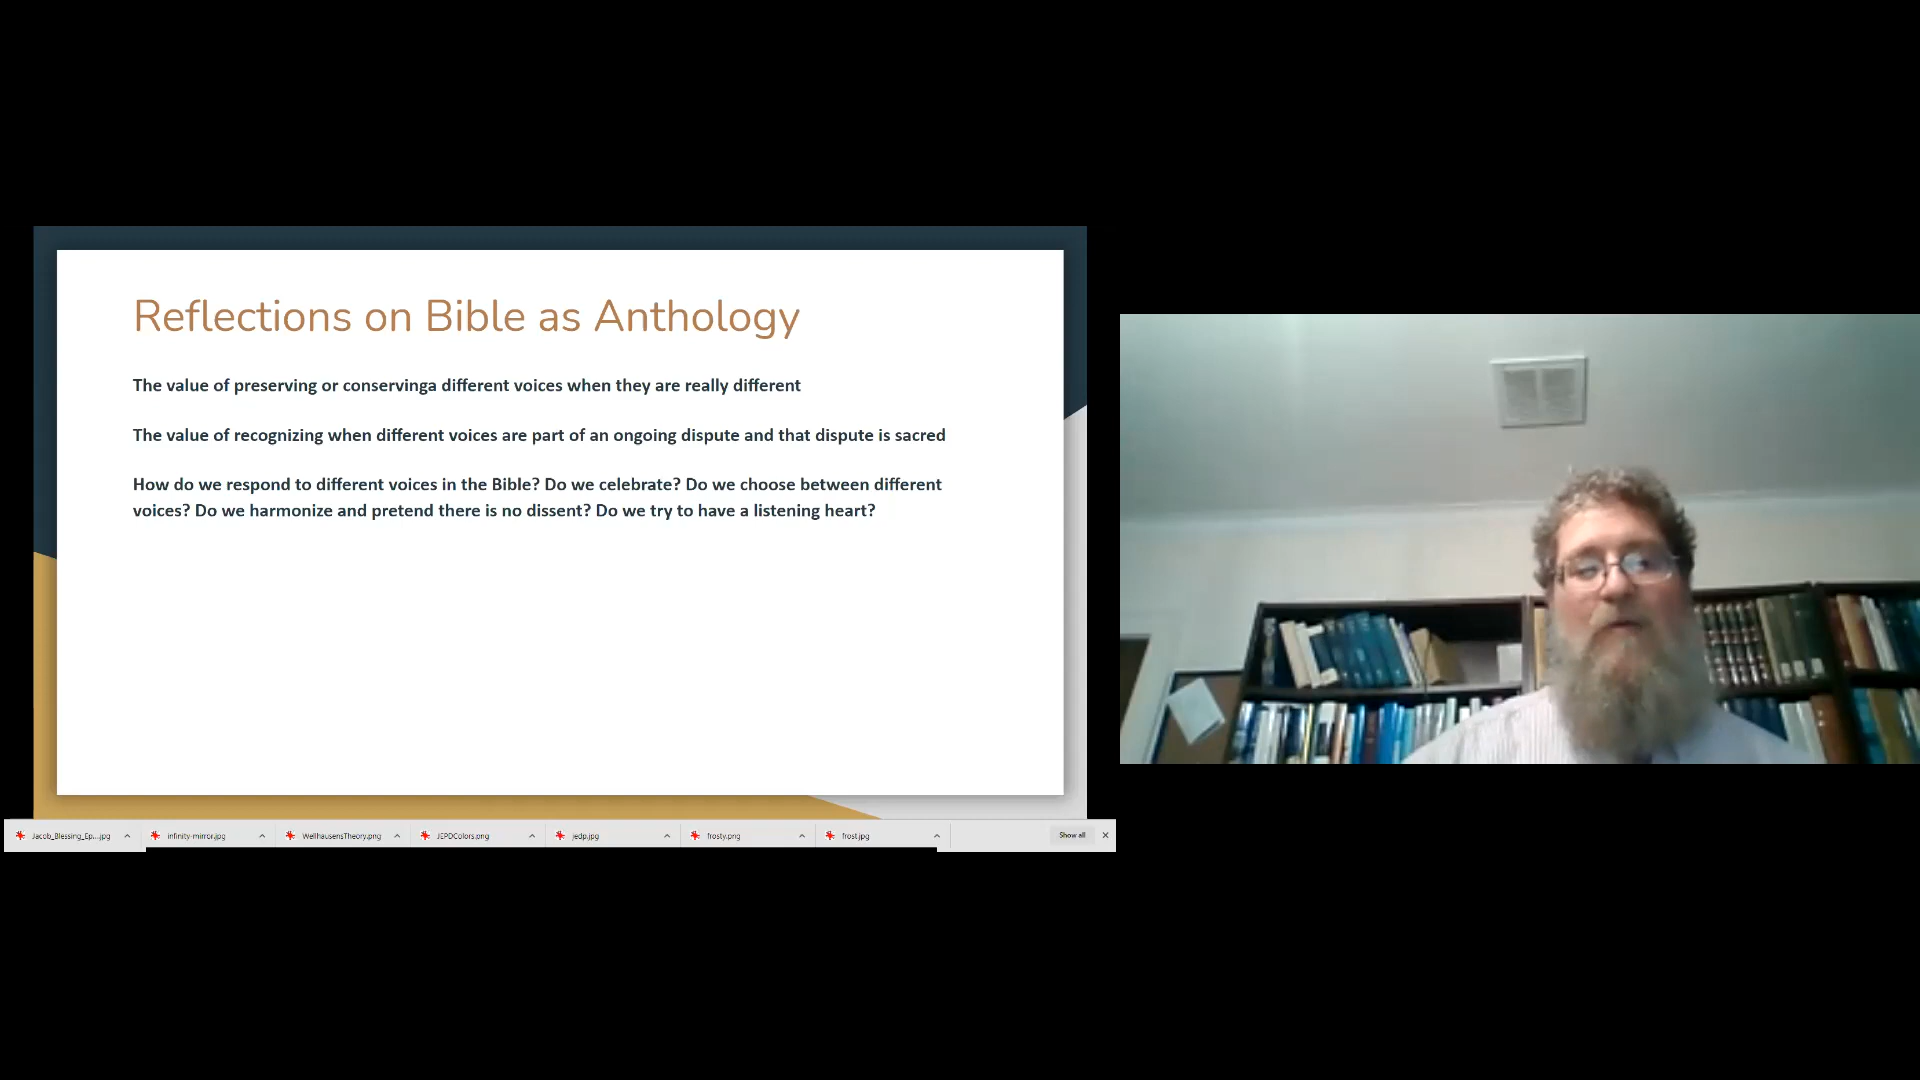 Reflections on Bible as Anthology
The value of preserving or conservinga different voices when they are really different
The value of recognizing when different voices are part of an ongoing dispute and that dispute is sacred
How do we respond to different voices in the Bible? Do we celebrate? Do we choose between different
voices? Do we harmonize and pretend there is no dissent? Do we try to have a listening heart?
Jacob_Blessing_Ep....jpg
infinity-mirror.jpg
WellhausensTheory.png
JEPDColors.png
jedp.jpg
frosty.png
frost.jpg
Show all